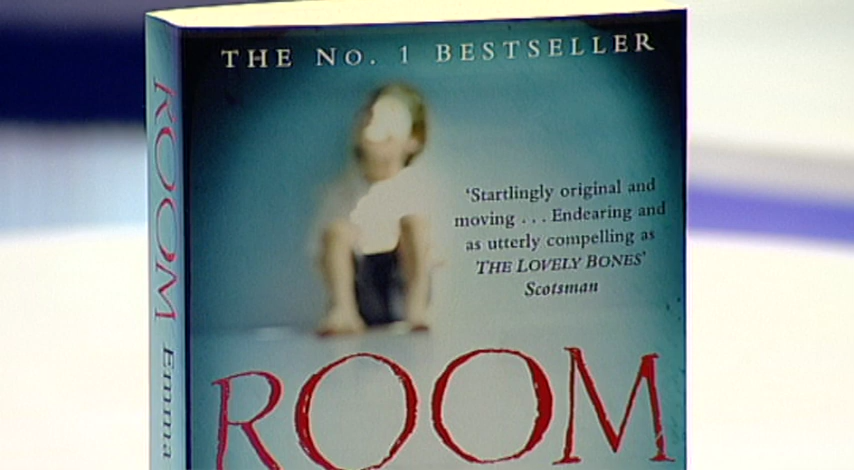 THE NO. 1 BESTSELLER
'Startlingly original and
moving . . . Endearing and
as utterly compelling as
THE LOVELY BONES'
Scotsman
ROOM
ROOM Emma